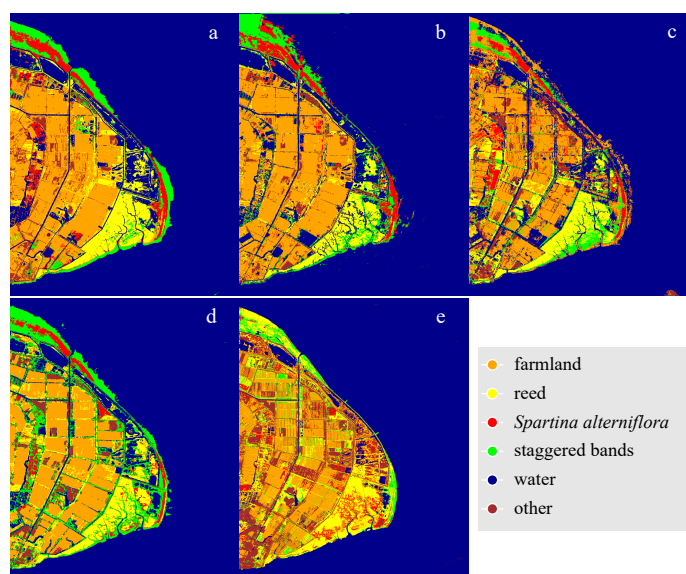 a
b
c
d
e
farmland
reed
Spartina alterniflora
staggered bands
water
other